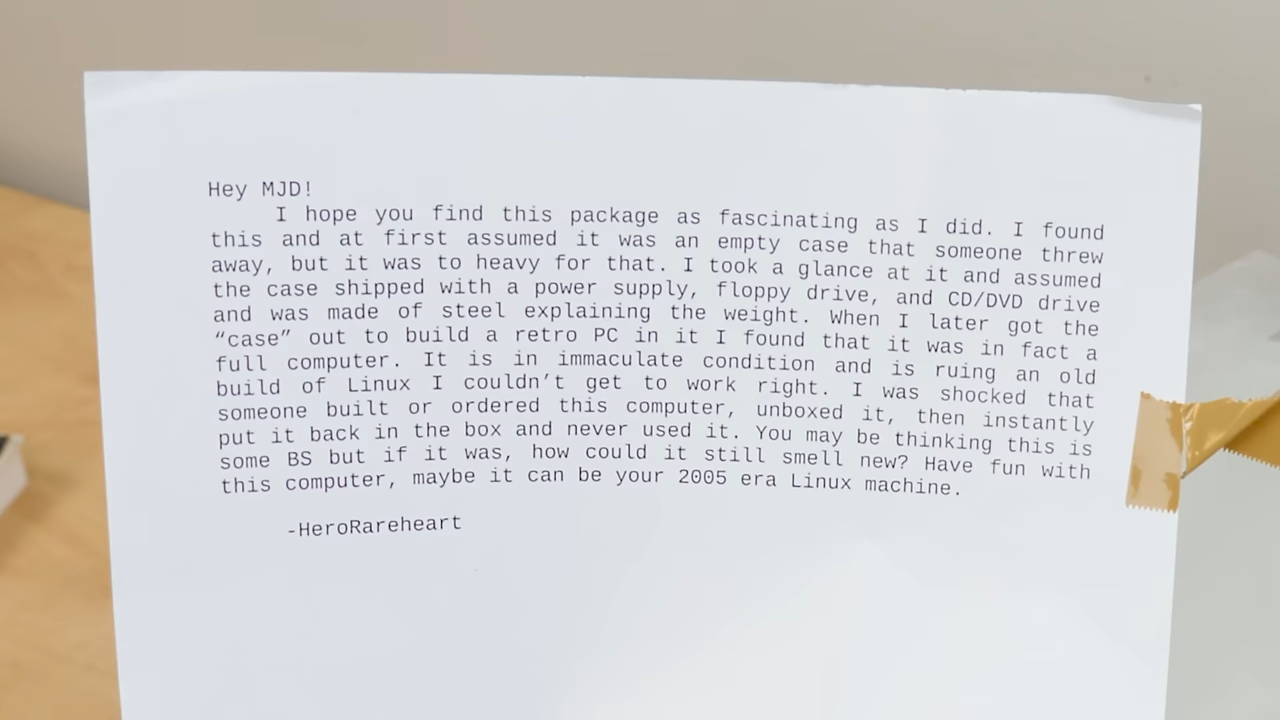 Hey MJD!
I hope you find this package as fascinating as I did. I found
this and at first assumed it was an empty case that someone threw
away, but it was to heavy for that. I took a glance at it and assumed
the case shipped with a power supply, floppy drive, and CD/DVD drive
and was made of steel explaining the weight. When I later got the
“case” out to build a retro PC in it I found that it was in fact a
full computer. It is in immaculate condition and is ruing an old
build of Linux I couldn’t get to work right. I was shocked that
someone built or ordered this computer, unboxed it, then instantly
put it back in the box and never used it. You may be thinking this is
some BS but if it was, how could it still smell new? Have fun with
this computer, maybe it can be your 2005 era Linux machine.
-HeroRareheart